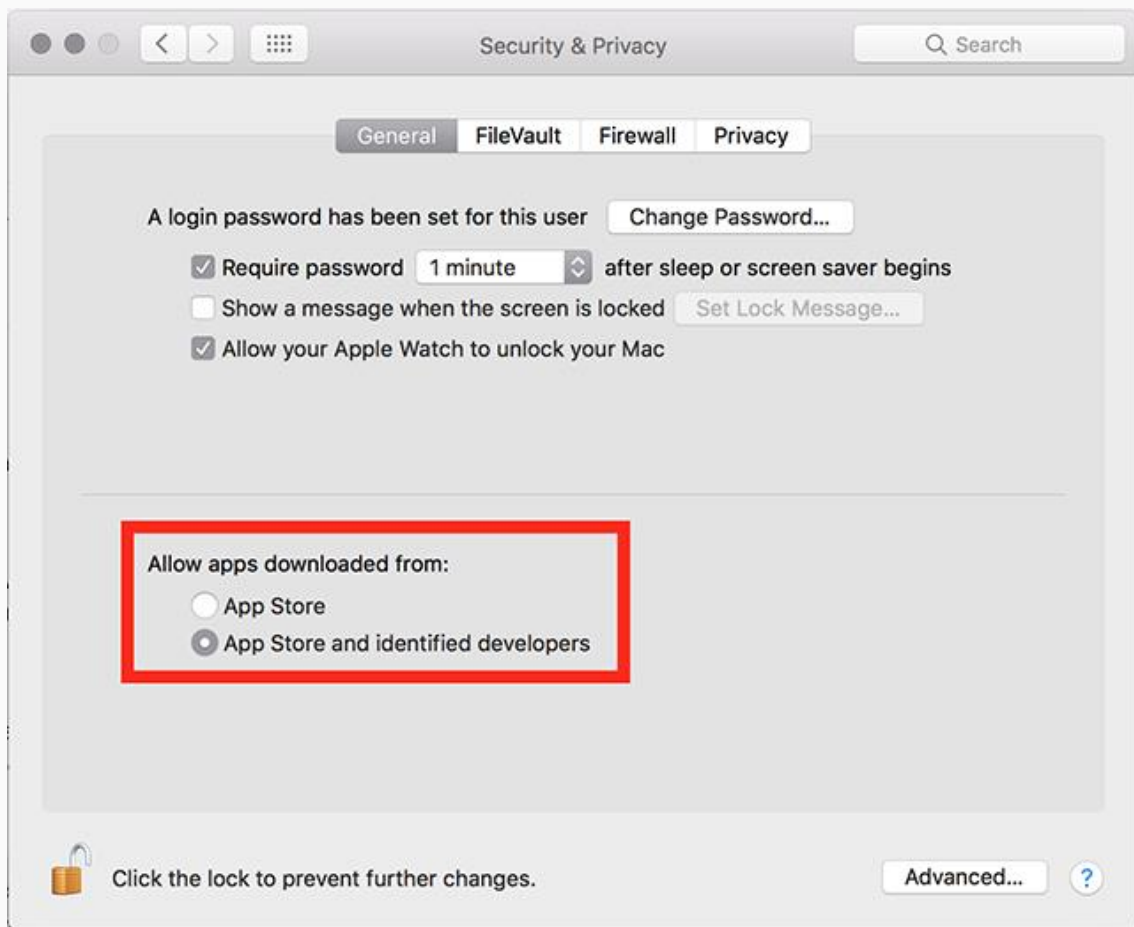 Security & Privacy
Search
General FileVault Firewall Privacy
A login password has been set for this user Change Password...
Require password 1 minute after sleep or screen saver begins
Show a message when the screen is locked Set Lock Message...
Allow your Apple Watch to unlock your Mac
Allow apps downloaded from:
App Store
App Store and identified developers
Click the lock to prevent further changes.
Advanced... ?